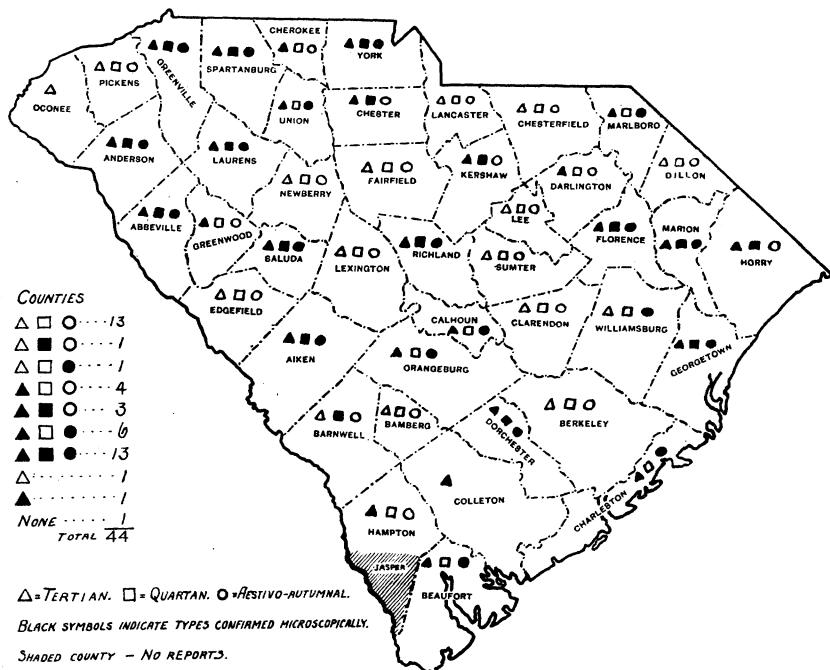 CHEROKEE
YORK
GREENVILLE
SPARTANBURG
PICKENS
OCONEE
UNION
CHESTER
LANCASTER
CHESTERFIELD
MARLBORO
ANDERSON
LAURENS
NEWBERRY
FAIRFIELD
KERSHAW
DARLINGTON
DILLON
LEE
ABBEVILLE
GREENWOOD
SALUDA
LEXINGTON
RICHLAND
SUMTER
FLORENCE
MARION
HORRY
EDGEFIELD
CALHOUN
CLARENDON
WILLIAMSBURG
GEORGETOWN
AIKEN
ORANGEBURG
BARNWELL
BAMBERG
DORCHESTER
BERKELEY
COLLETON
CHARLESTON
HAMPTON
JASPER
BEAUFORT
COUNTIES
△ □ ○ ···· 13
△ ■ ○ ···· 1
△ □ ● ···· 1
▲ □ ○ ···· 4
▲ ■ ○ ···· 3
▲ □ ● ···· 6
▲ ■ ● ···· 13
△ ············ 1
▲ ············ 1
NONE ······ 1
TOTAL 44
△=TERTIAN. □=QUARTAN. ○=AESTIVO-AUTUMNAL.
BLACK SYMBOLS INDICATE TYPES CONFIRMED MICROSCOPICALLY.
SHADED COUNTY – NO REPORTS.